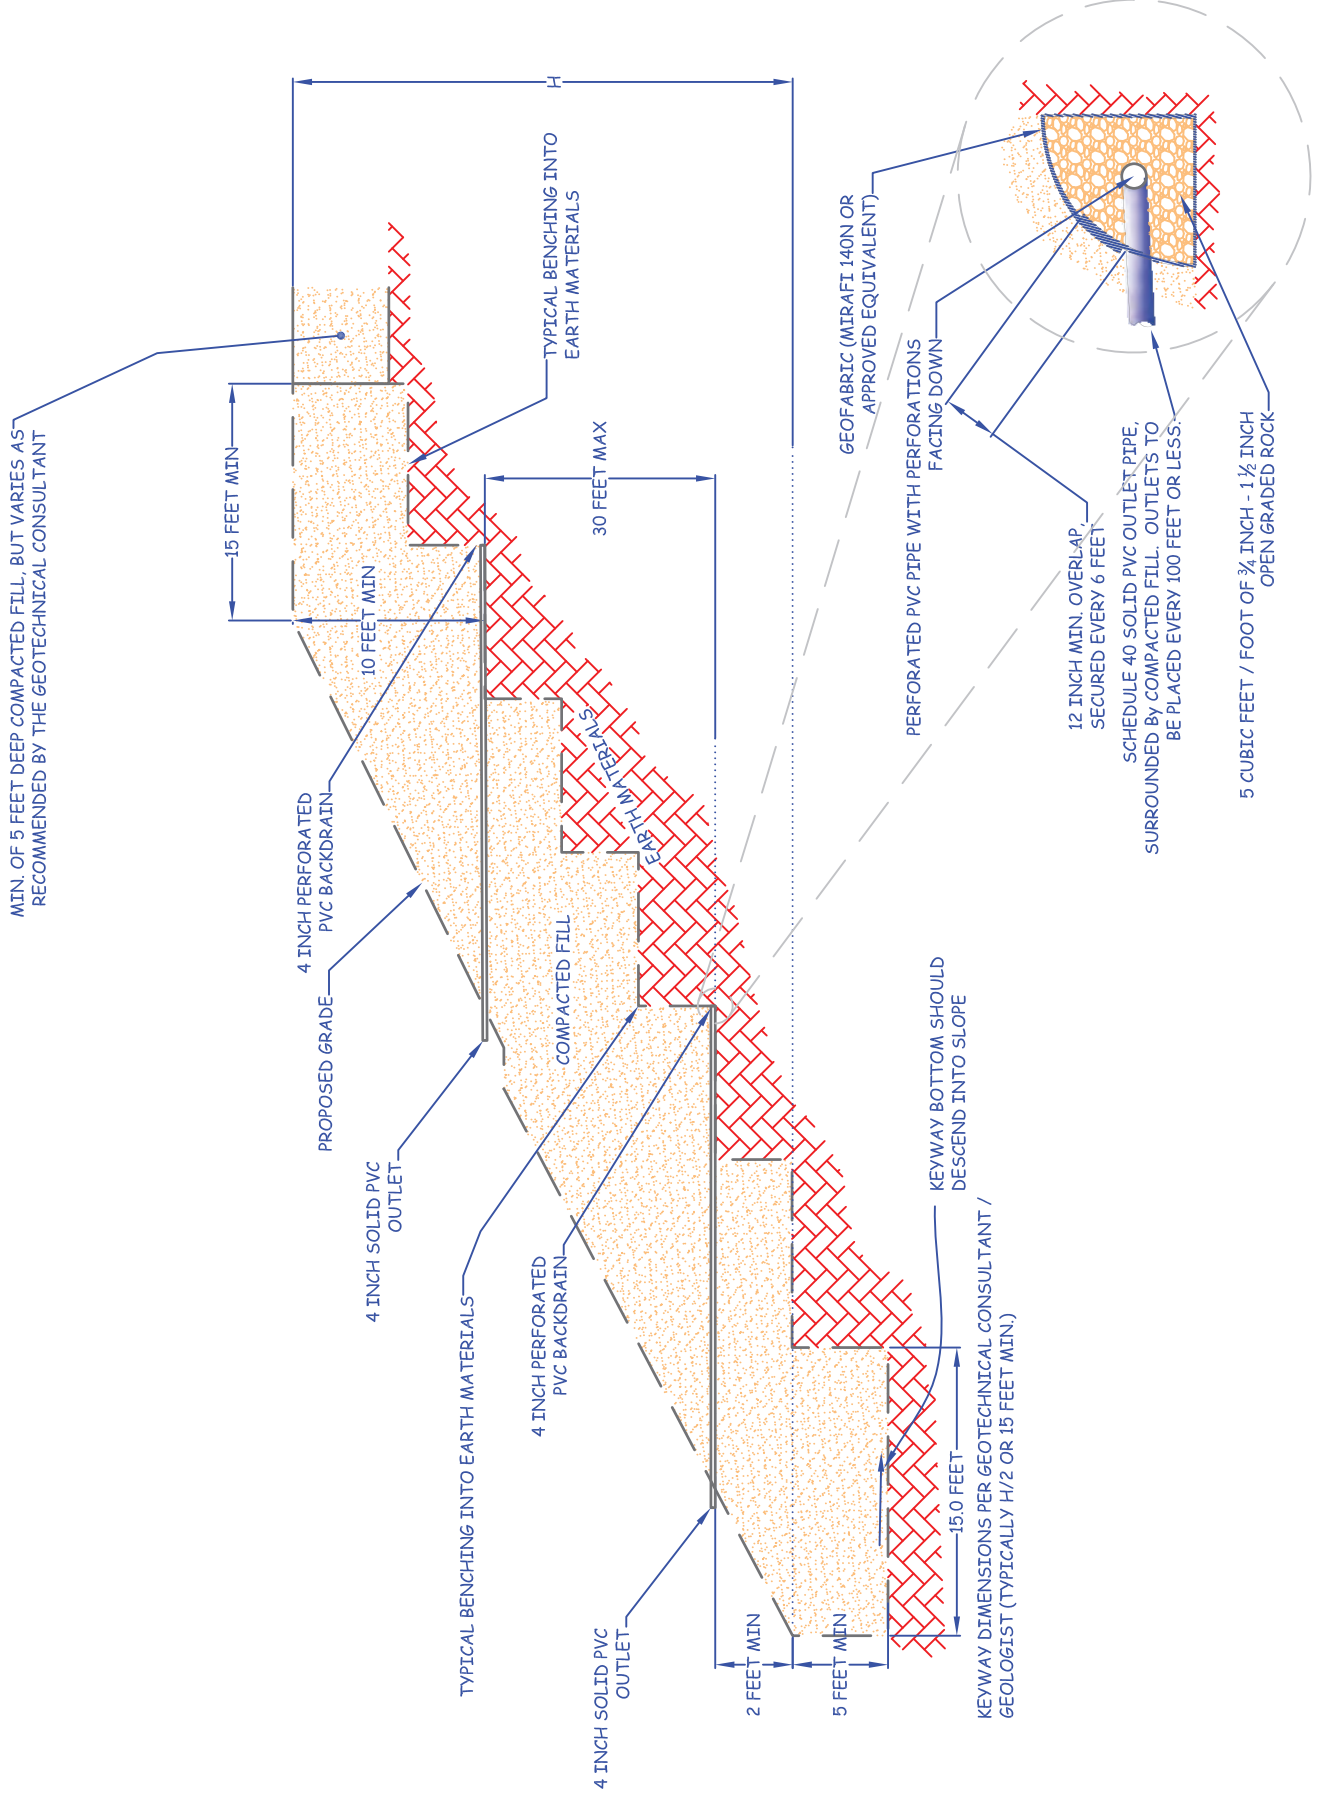 MIN. OF 5 FEET DEEP COMPACTED FILL, BUT VARIES AS
RECOMMENDED BY THE GEOTECHNICAL CONSULTANT
15 FEET MIN
10 FEET MIN
H
TYPICAL BENCHING INTO
EARTH MATERIALS
4 INCH PERFORATED
PVC BACKDRAIN
30 FEET MAX
PROPOSED GRADE
4 INCH SOLID PVC
OUTLET
EARTH MATERIALS
COMPACTED FILL
TYPICAL BENCHING INTO EARTH MATERIALS
4 INCH PERFORATED
PVC BACKDRAIN
4 INCH SOLID PVC
OUTLET
2 FEET MIN
5 FEET MIN
KEYWAY BOTTOM SHOULD
DESCEND INTO SLOPE
15.0 FEET
KEYWAY DIMENSIONS PER GEOTECHNICAL CONSULTANT /
GEOLOGIST (TYPICALLY H/2 OR 15 FEET MIN.)
GEOFABRIC (MIRAFI 140N OR
APPROVED EQUIVALENT)
PERFORATED PVC PIPE WITH PERFORATIONS
FACING DOWN
12 INCH MIN. OVERLAP,
SECURED EVERY 6 FEET
SCHEDULE 40 SOLID PVC OUTLET PIPE,
SURROUNDED By COMPACTED FILL. OUTLETS TO
BE PLACED EVERY 100 FEET OR LESS.
5 CUBIC FEET / FOOT OF ¾ INCH - 1 ½ INCH
OPEN GRADED ROCK